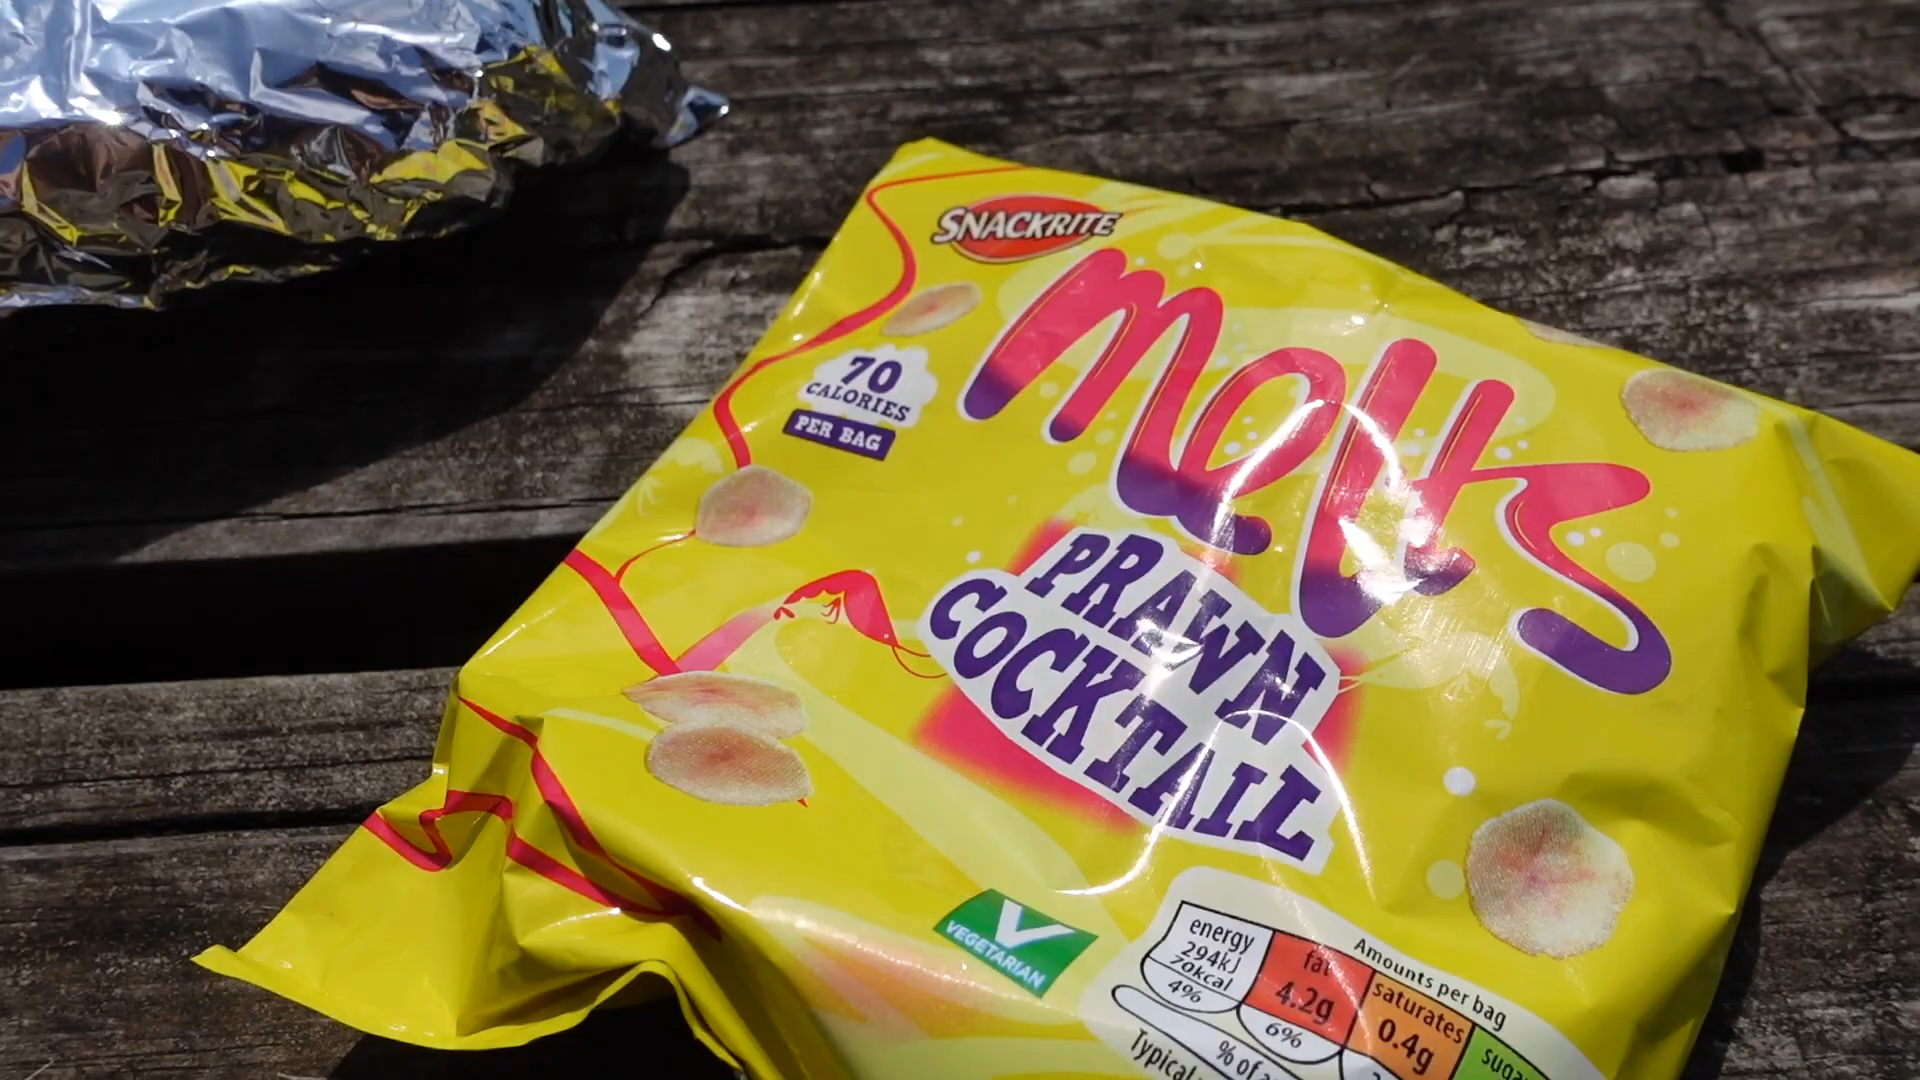 SNACKRITE
melts
70
CALORIES
PER BAG
PRAWN
COCKTAIL
V
VEGETARIAN
Amounts per bag
energy
294kJ
70kcal
4%
fat
4.2g
6%
saturates
0.4g
% of
Typical